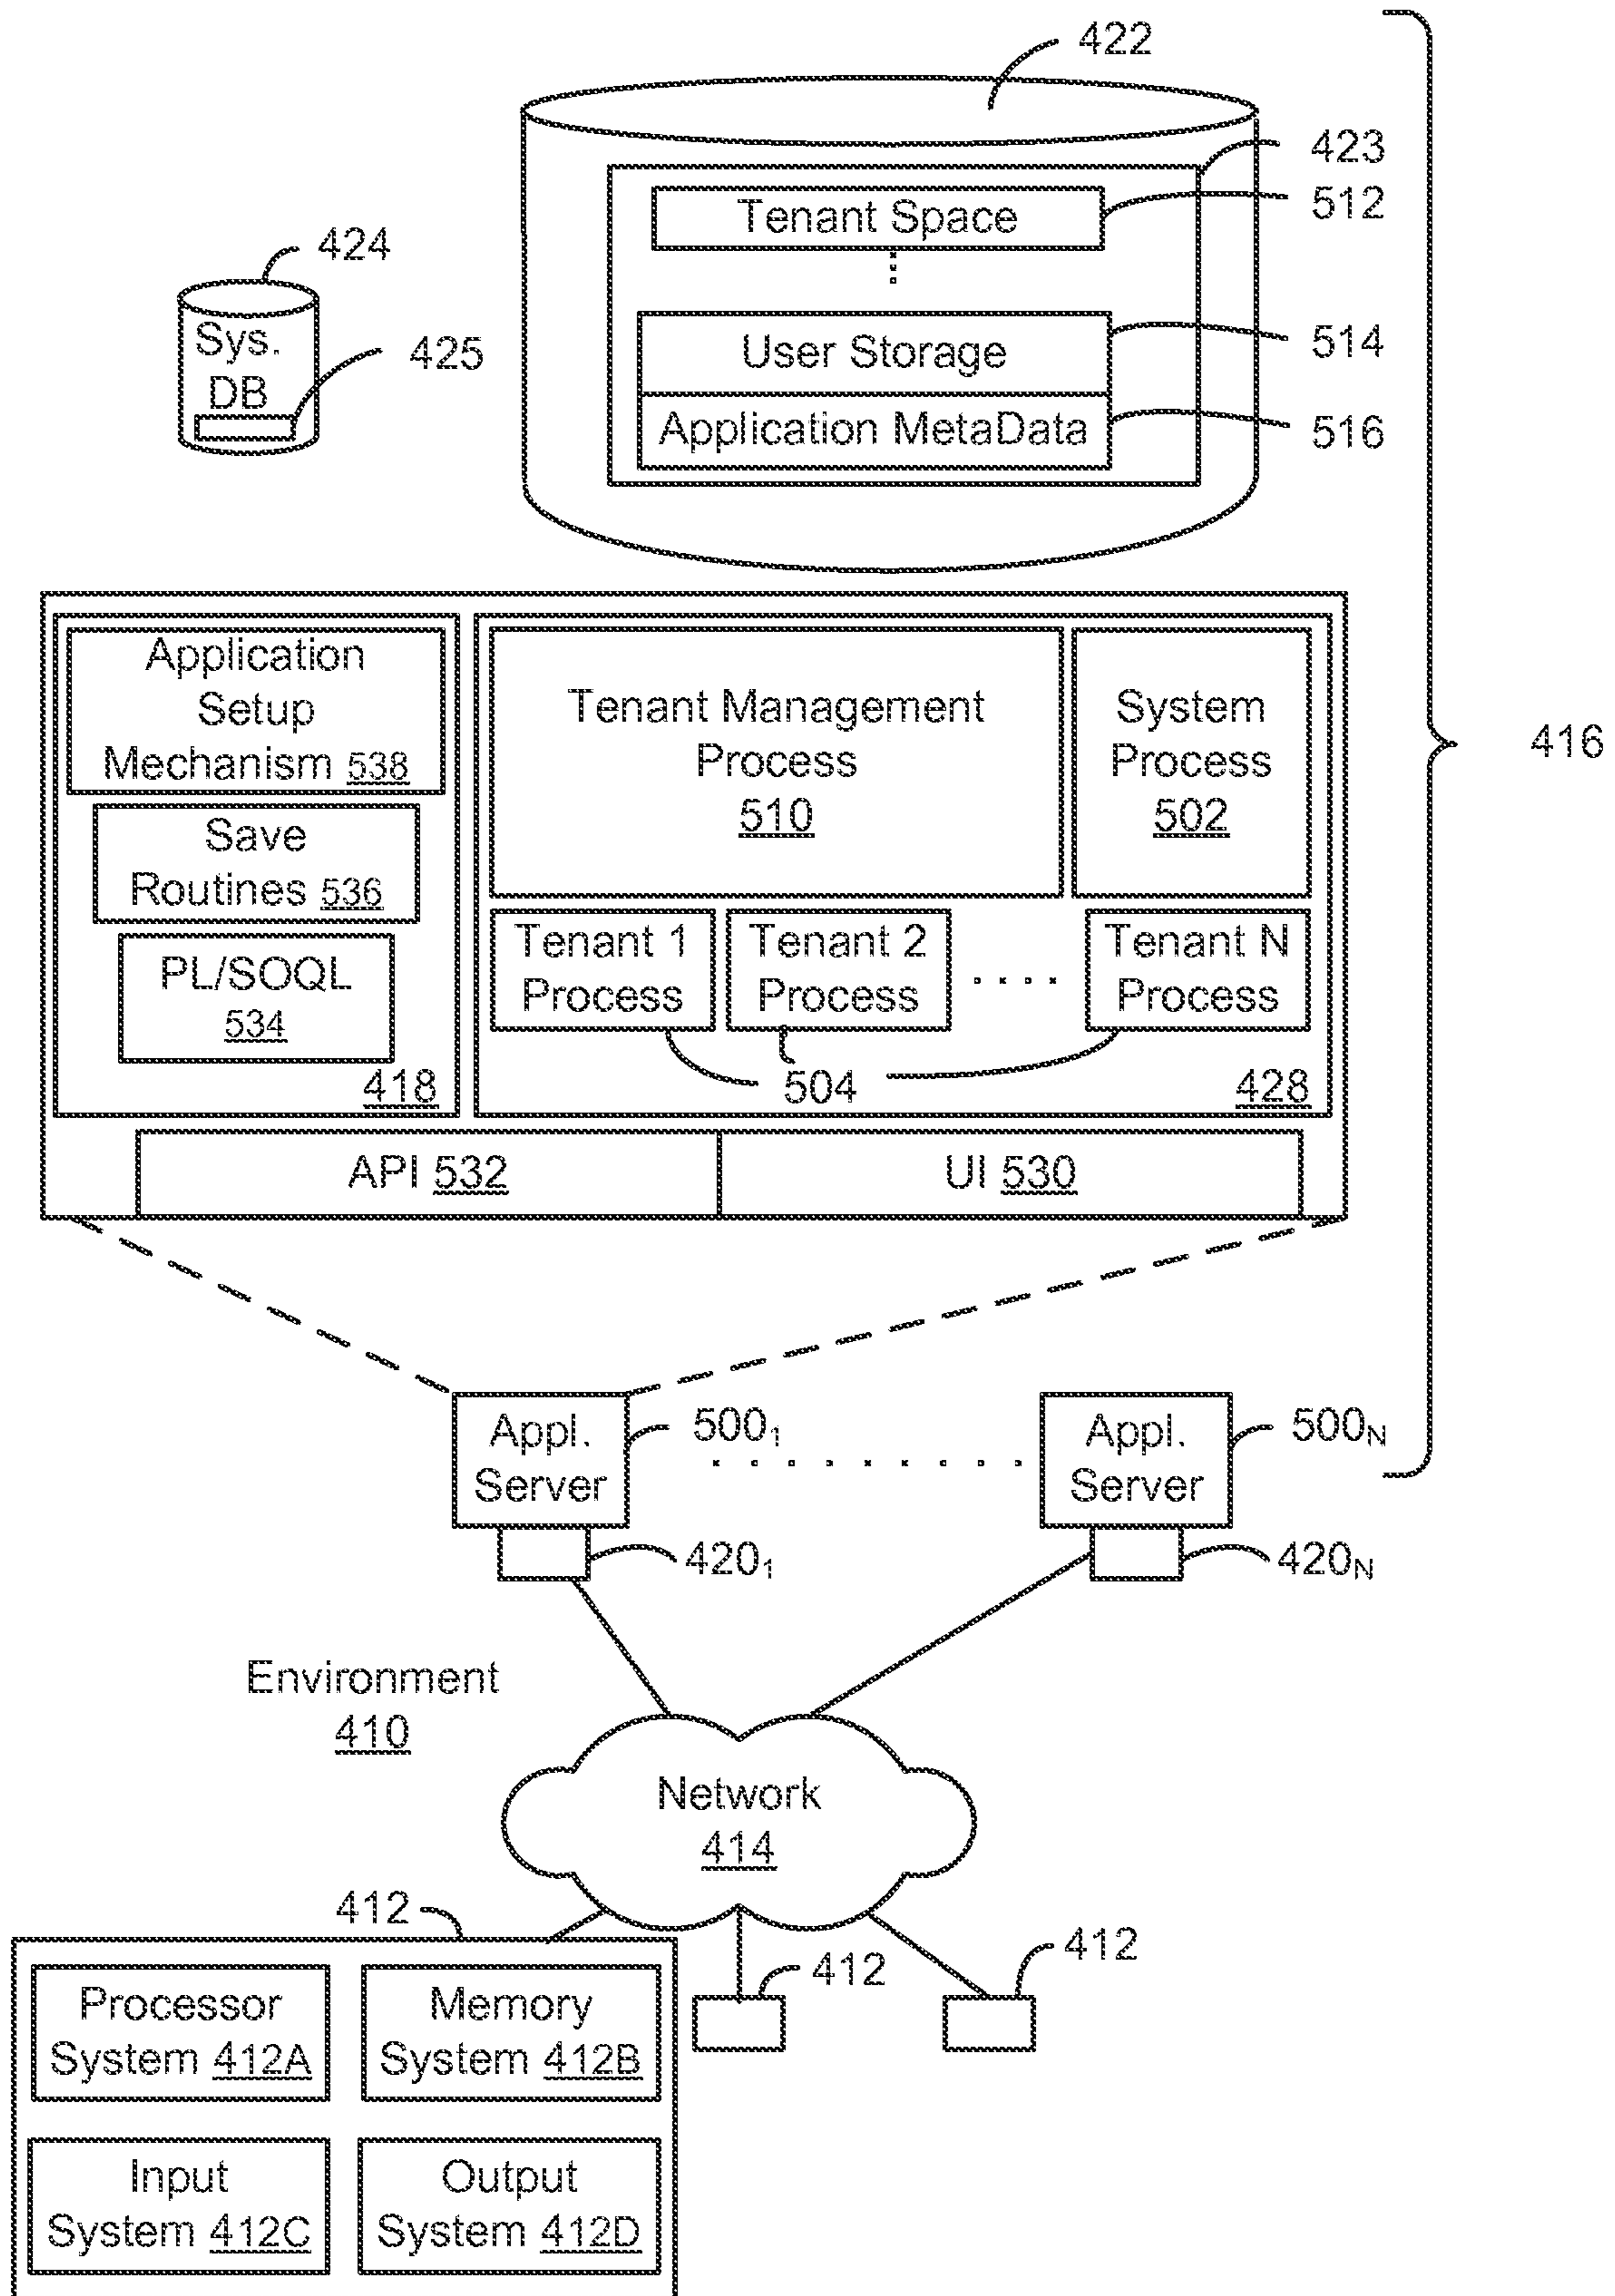 422
423
Tenant Space
512
424
Sys.
DB
425
User Storage
514
Application MetaData
516
Application
Setup
Mechanism 538
Save
Routines 536
PL/SOQL
534
418
Tenant Management
Process
510
System
Process
502
Tenant 1
Process
Tenant 2
Process
Tenant N
Process
504
428
API 532
UI 530
416
Appl.
Server
500₁
Appl.
Server
500N
420₁
420N
Environment
410
Network
414
412
412
412
Processor
System 412A
Memory
System 412B
Input
System 412C
Output
System 412D